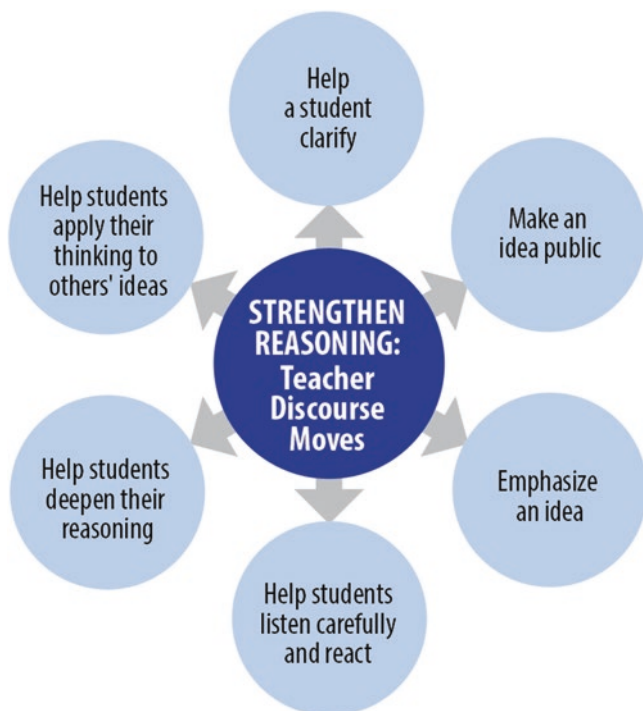 Help
a student
clarify
Make an
idea public
Emphasize
an idea
Help students
listen carefully
and react
Help students
deepen their
reasoning
Help students
apply their
thinking to
others' ideas
STRENGTHEN
REASONING:
Teacher
Discourse
Moves